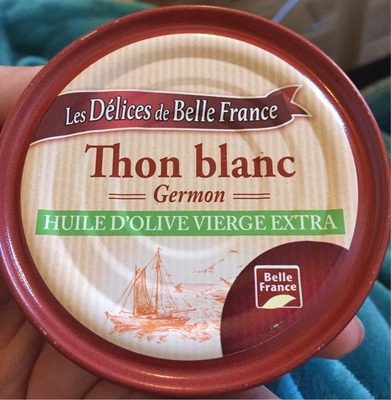 Les Délices de Belle France
Thon blanc
Germon
HUILE D'OLIVE VIERGE EXTRA
Belle
France